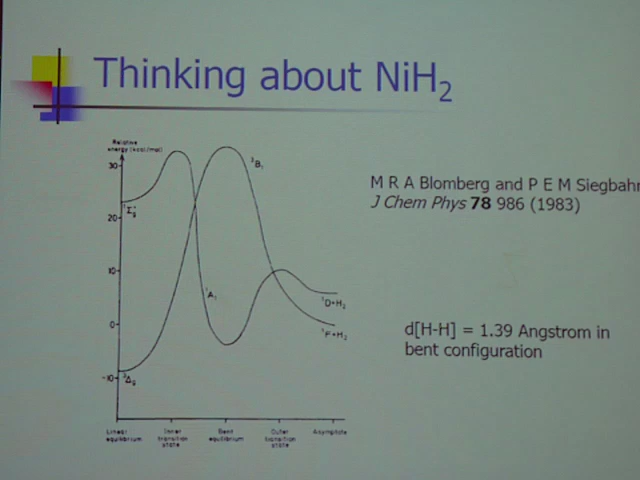 Thinking about NiH2
Relative
energy (kcal/mol)
30
20
10
0
-10
1A1
M R A Blomberg and P E M Siegbahn
J Chem Phys 78 986 (1983)
d[H-H] = 1.39 Angstrom in
bent configuration
3B1
1D+H2
3F+H2
3Δg
Linear
equilibrium
Inner
transition
state
Bent
equilibrium
Outer
transition
state
Asymptote